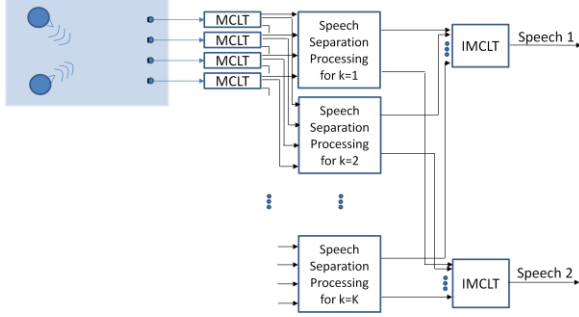 MCLT
MCLT
MCLT
MCLT
Speech
Separation
Processing
for k=1
IMCLT
Speech 1
Speech
Separation
Processing
for k=2
Speech
Separation
Processing
for k=K
IMCLT
Speech 2